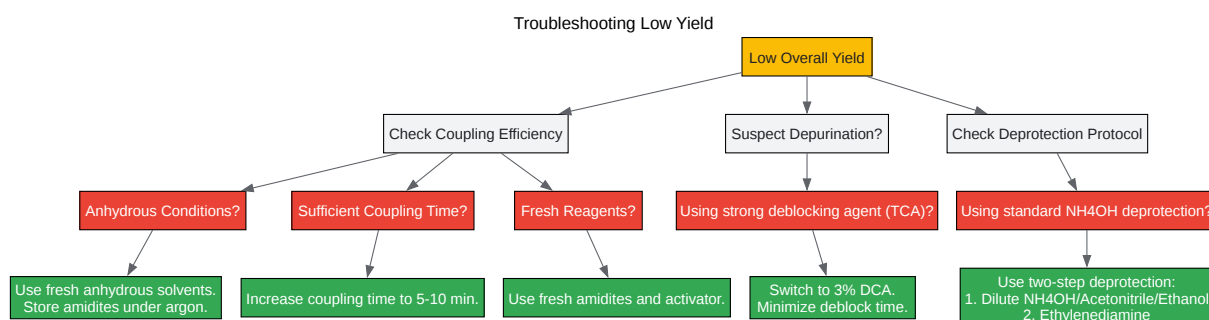 Troubleshooting Low Yield
Low Overall Yield
Check Coupling Efficiency
Suspect Depurination?
Check Deprotection Protocol
Anhydrous Conditions?
Sufficient Coupling Time?
Fresh Reagents?
Using strong deblocking agent (TCA)?
Using standard NH4OH deprotection?
Use fresh anhydrous solvents.
Store amidites under argon.
Increase coupling time to 5-10 min.
Use fresh amidites and activator.
Switch to 3% DCA.
Minimize deblock time.
Use two-step deprotection:
1. Dilute NH4OH/Acetonitrile/Ethanol
2. Ethylenediamine